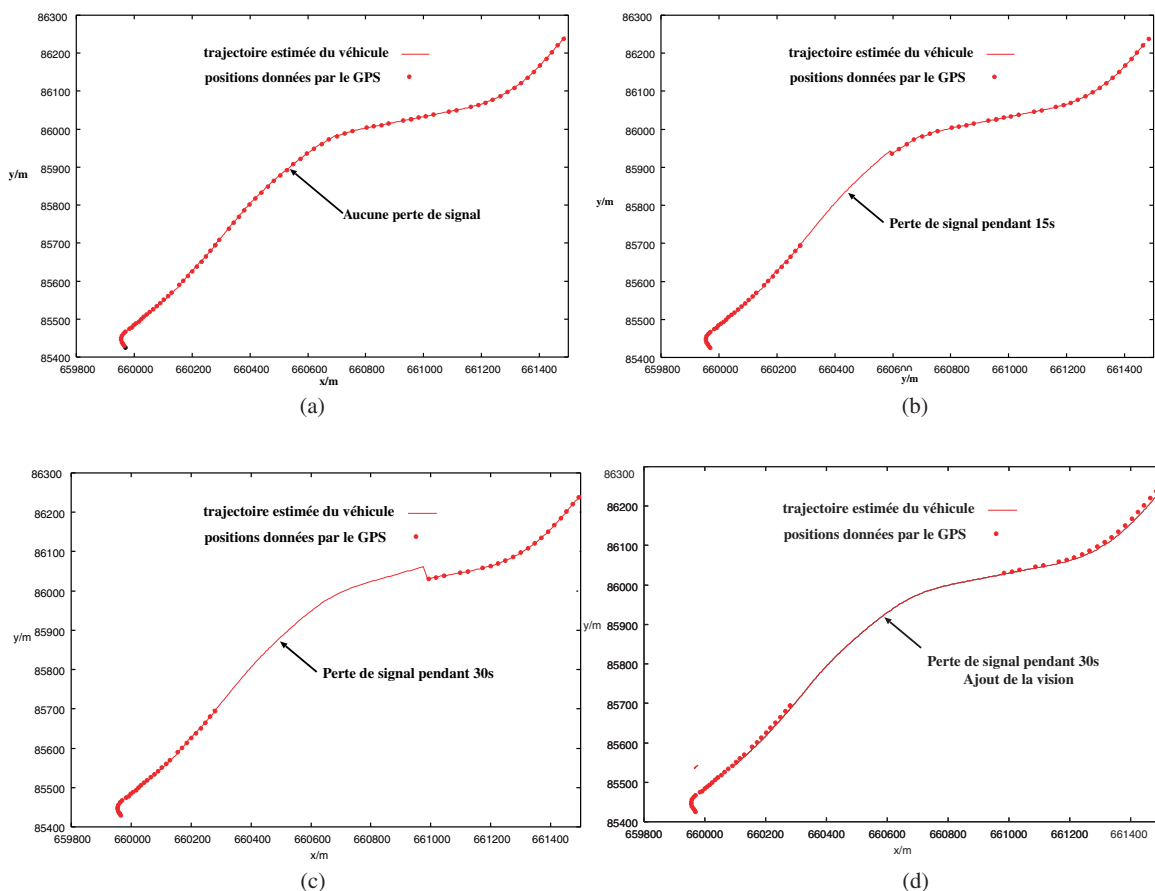 86300
86200
86100
86000
85900
85800
85700
85600
85500
85400
y/m
trajectoire estimée du véhicule
positions données par le GPS
Aucune perte de signal
659800 660000 660200 660400 660600 660800 661000 661200 661400
x/m
(a)
86300
86200
86100
86000
85900
85800
85700
85600
85500
85400
y/m
trajectoire estimée du véhicule
positions données par le GPS
Perte de signal pendant 15s
659800 660000 660200 660400 660600 660800 661000 661200 661400
y/m
(b)
86300
86200
86100
86000
85900
85800
85700
85600
85500
85400
y/m
trajectoire estimée du véhicule
positions données par le GPS
Perte de signal pendant 30s
659800 660000 660200 660400 660600 660800 661000 661200 661400
x/m
(c)
86300
86200
86100
86000
85900
85800
85700
85600
85500
85400
y/m
trajectoire estimée du véhicule
positions données par le GPS
Perte de signal pendant 30s
Ajout de la vision
659800 660000 660200 660400 660600 660800 661000 661200 661400
x/m
(d)